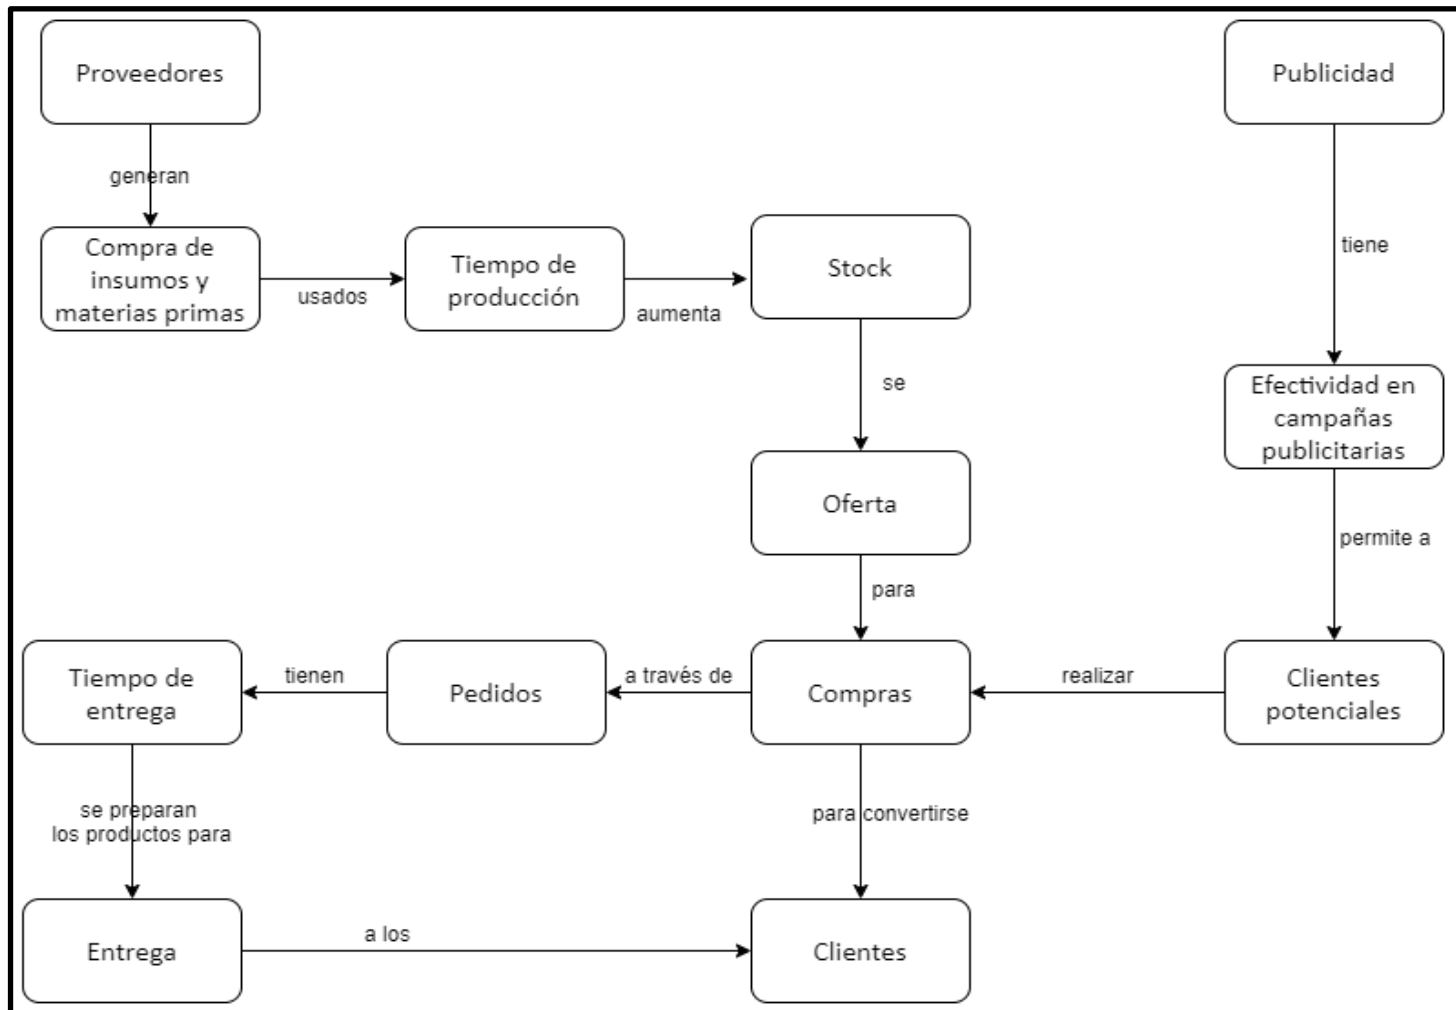 Proveedores
Publicidad
generan
Compra de
insumos y
materias primas
usados
Tiempo de
producción
aumenta
Stock
tiene
se
Efectividad en
campañas
publicitarias
Oferta
permite a
para
Tiempo de
entrega
tienen
Pedidos
a través de
Compras
realizar
Clientes
potenciales
se preparan
los productos para
para convertirse
Entrega
a los
Clientes